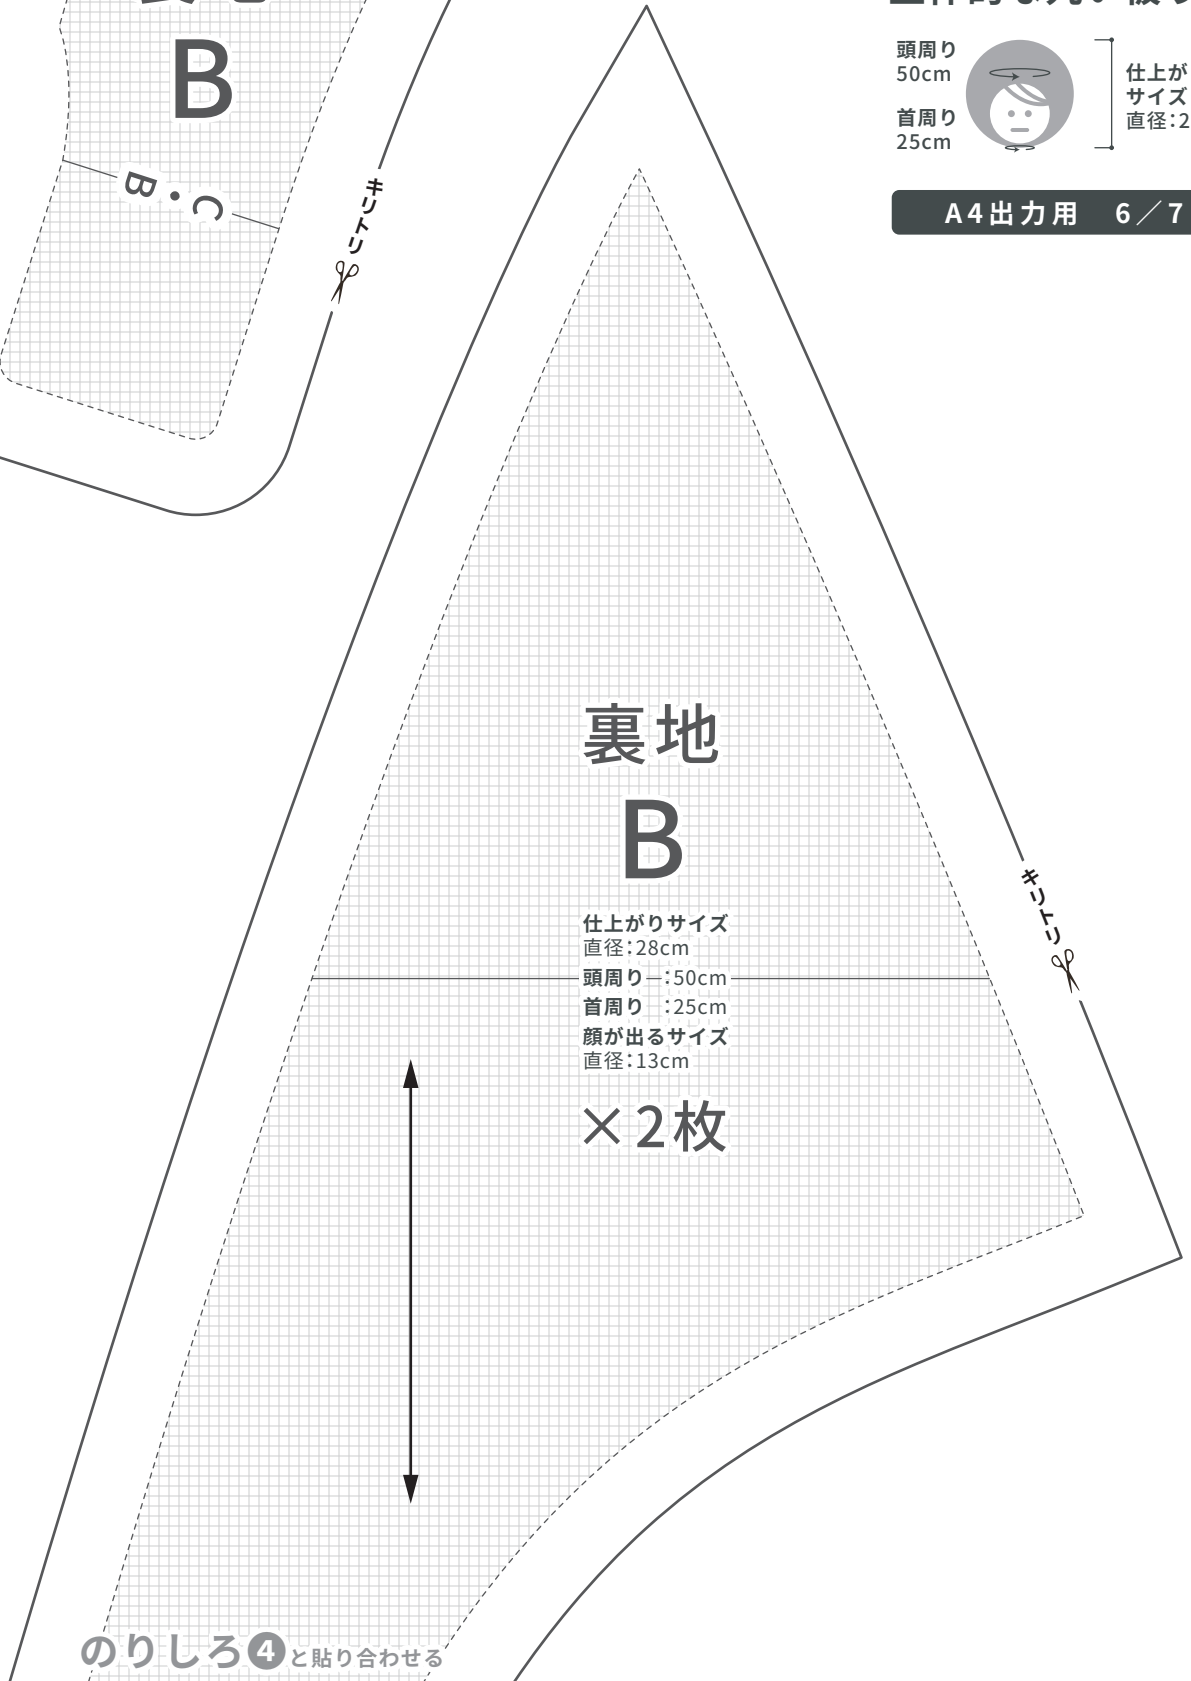 B
B・C
キリトリ
頭周り
50cm
首周り
25cm
仕上が
サイズ
直径：2
A4出力用 6／7
裏地
B
仕上がりサイズ
直径：28cm
頭周り：50cm
首周り：25cm
顔が出るサイズ
直径：13cm
×2枚
キリトリ
のりしろ4と貼り合わせる